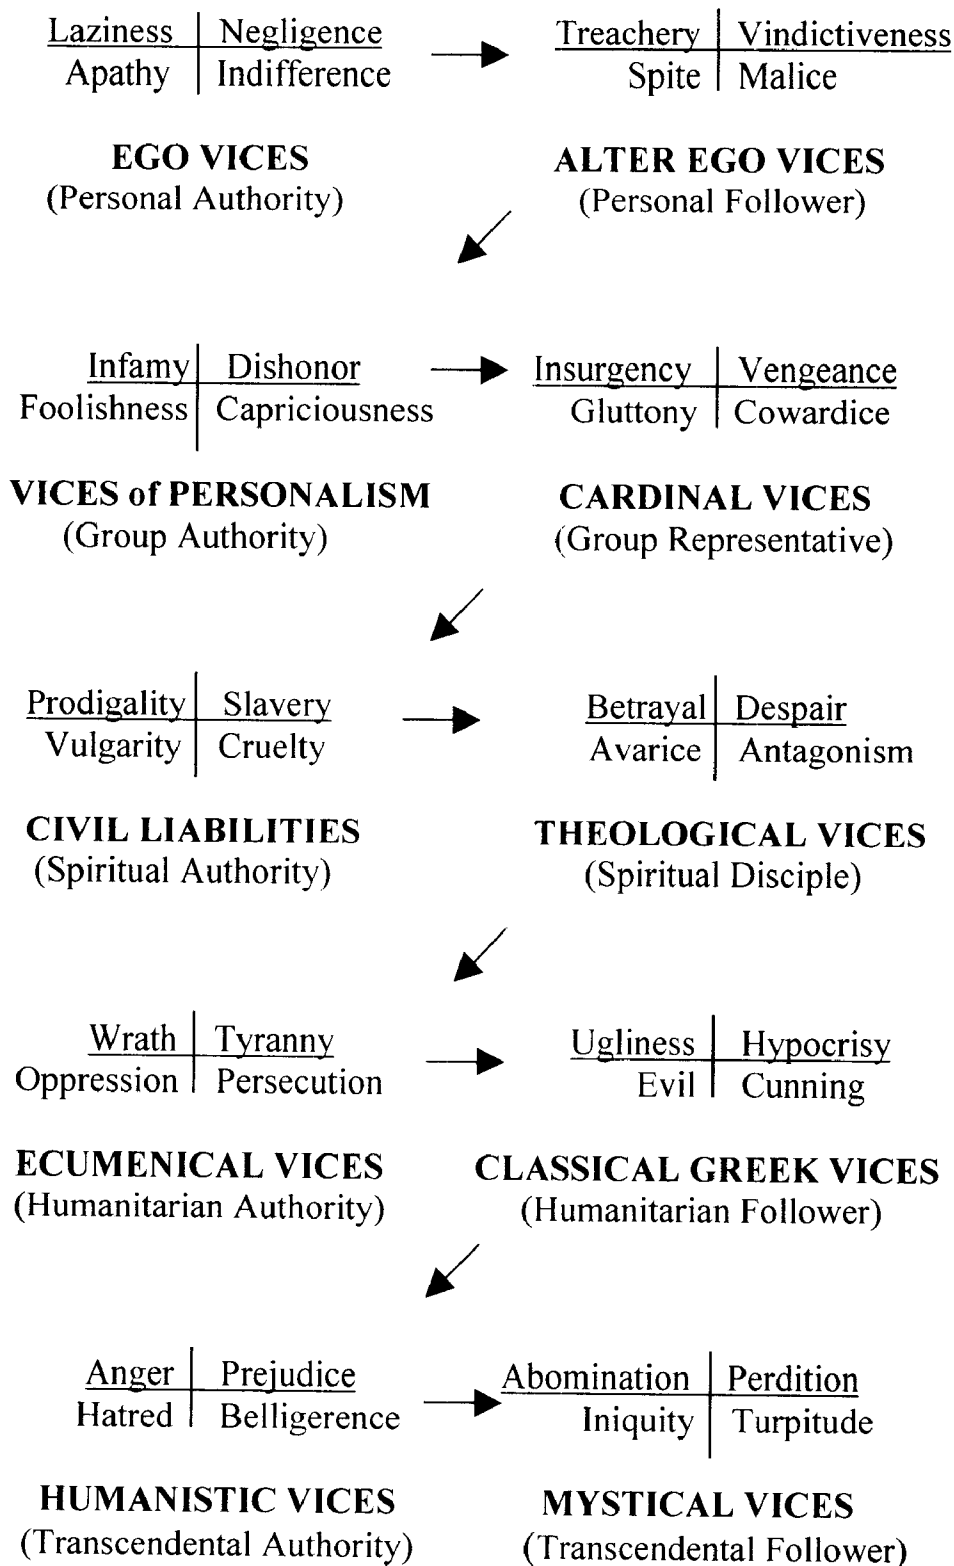 Laziness Negligence Treachery Vindictiveness
Apathy Indifference Spite Malice
EGO VICES ALTER EGO VICES
(Personal Authority) (Personal Follower)
Infamy Dishonor Insurgency Vengeance
Foolishness Capriciousness Gluttony Cowardice
VICES of PERSONALISM CARDINAL VICES
(Group Authority) (Group Representative)
Prodigality Slavery Betrayal Despair
Vulgarity Cruelty Avarice Antagonism
CIVIL LIABILITIES THEOLOGICAL VICES
(Spiritual Authority) (Spiritual Disciple)
Wrath Tyranny Ugliness Hypocrisy
Oppression Persecution Evil Cunning
ECUMENICAL VICES CLASSICAL GREEK VICES
(Humanitarian Authority) (Humanitarian Follower)
Anger Prejudice Abomination Perdition
Hatred Belligerence Iniquity Turpitude
HUMANISTIC VICES MYSTICAL VICES
(Transcendental Authority) (Transcendental Follower)